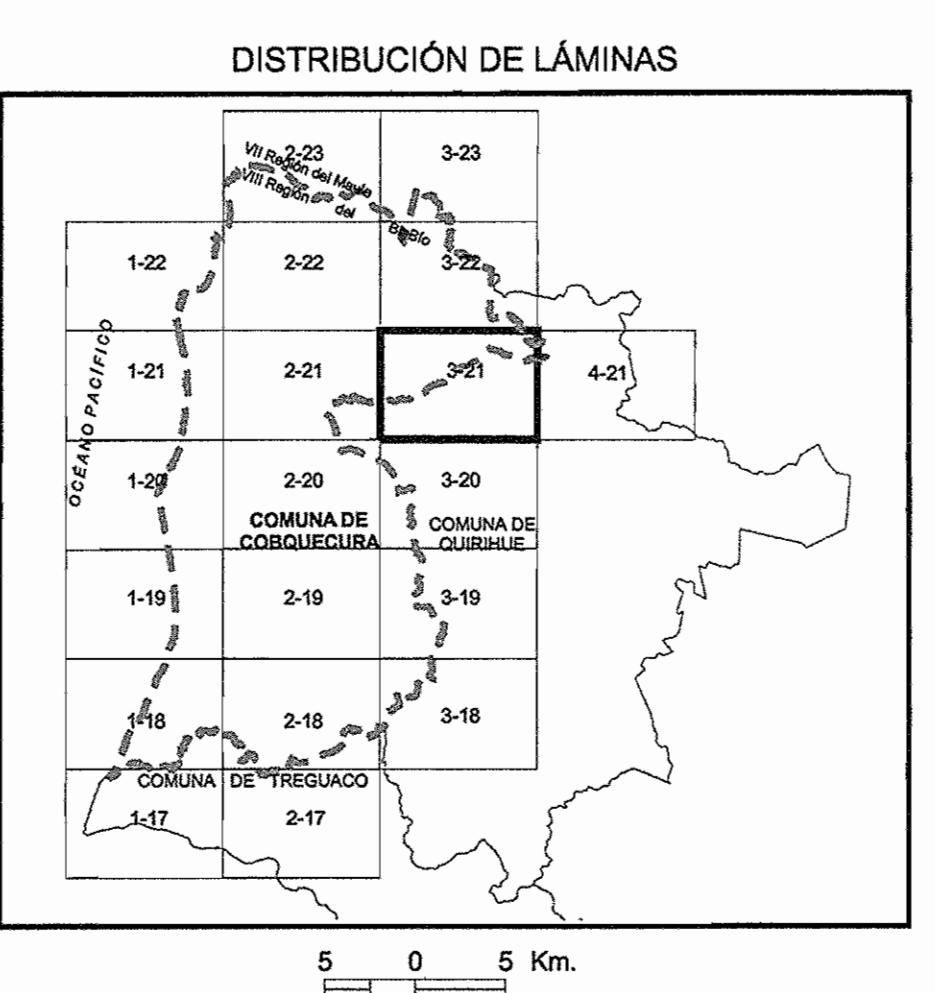 DISTRIBUCIÓN DE LÁMINAS
2-23
3-23
VII Región del Maule
VIII Región del Bío Bío
1-22
2-22
3-22
OCÉANO PACÍFICO
1-21
2-21
3-21
4-21
1-20
2-20
3-20
COMUNA DE
COBQUECURA
COMUNA DE
QUIRIHUE
1-19
2-19
3-19
1-18
2-18
3-18
COMUNA DE TREGUACO
1-17
2-17
5 0 5 Km.